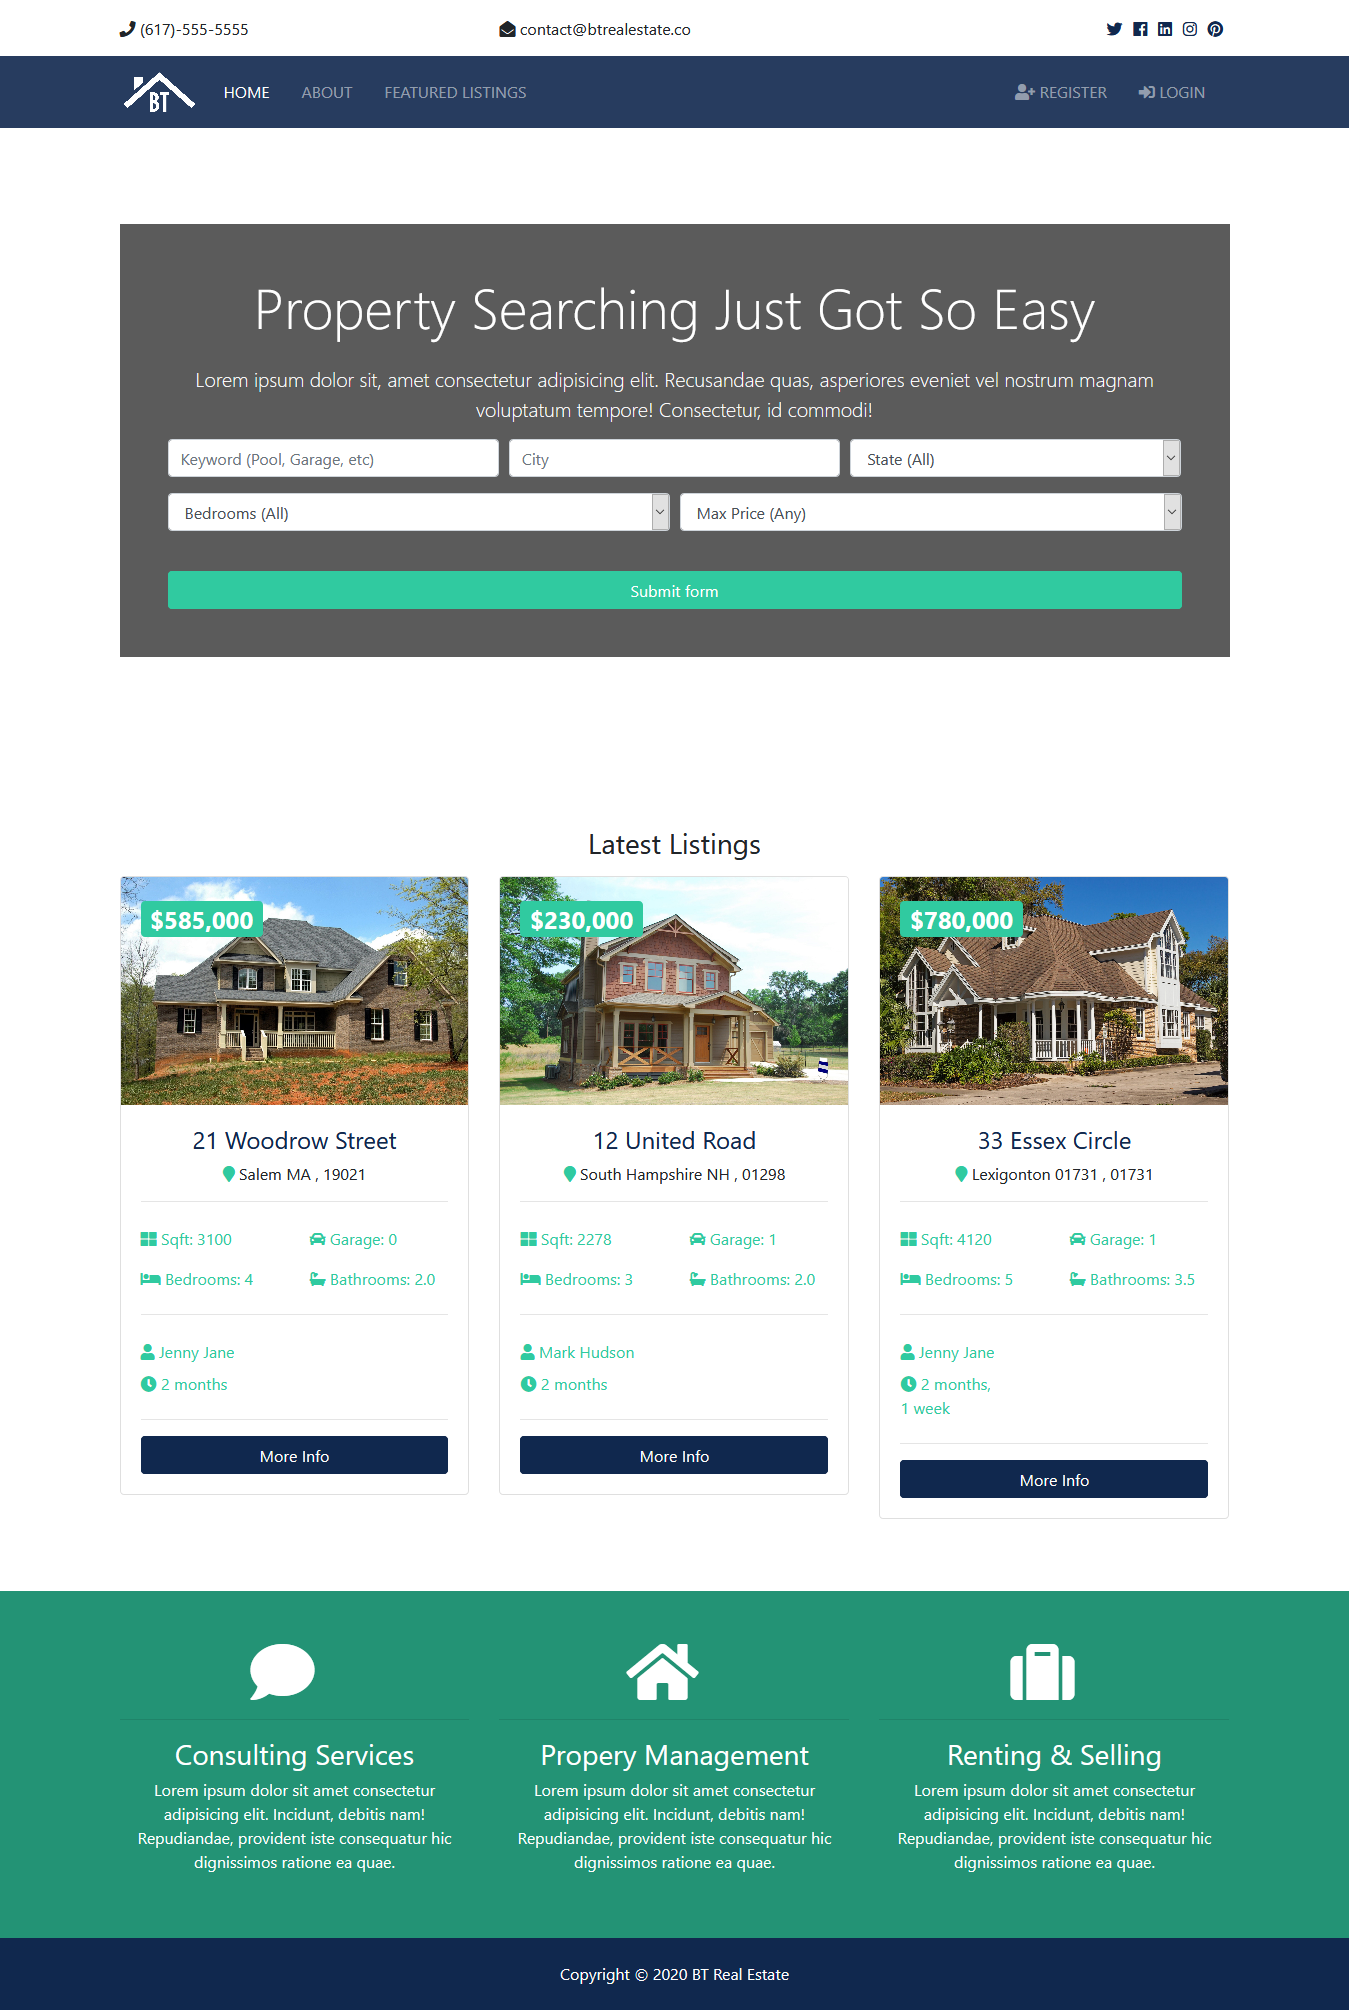 (617)-555-5555
contact@btrealestate.co
BT
HOME
ABOUT
FEATURED LISTINGS
REGISTER
LOGIN
Property Searching Just Got So Easy
Lorem ipsum dolor sit, amet consectetur adipisicing elit. Recusandae quas, asperiores eveniet vel nostrum magnam
voluptatum tempore! Consectetur, id commodi!
Keyword (Pool, Garage, etc)
City
State (All)
Bedrooms (All)
Max Price (Any)
Submit form
Latest Listings
$585,000
21 Woodrow Street
Salem MA , 19021
Sqft: 3100
Garage: 0
Bedrooms: 4
Bathrooms: 2.0
Jenny Jane
2 months
More Info
$230,000
12 United Road
South Hampshire NH , 01298
Sqft: 2278
Garage: 1
Bedrooms: 3
Bathrooms: 2.0
Mark Hudson
2 months
More Info
$780,000
33 Essex Circle
Lexigonton 01731 , 01731
Sqft: 4120
Garage: 1
Bedrooms: 5
Bathrooms: 3.5
Jenny Jane
2 months,
1 week
More Info
Consulting Services
Lorem ipsum dolor sit amet consectetur
adipisicing elit. Incidunt, debitis nam!
Repudiandae, provident iste consequatur hic
dignissimos ratione ea quae.
Propery Management
Lorem ipsum dolor sit amet consectetur
adipisicing elit. Incidunt, debitis nam!
Repudiandae, provident iste consequatur hic
dignissimos ratione ea quae.
Renting & Selling
Lorem ipsum dolor sit amet consectetur
adipisicing elit. Incidunt, debitis nam!
Repudiandae, provident iste consequatur hic
dignissimos ratione ea quae.
Copyright © 2020 BT Real Estate